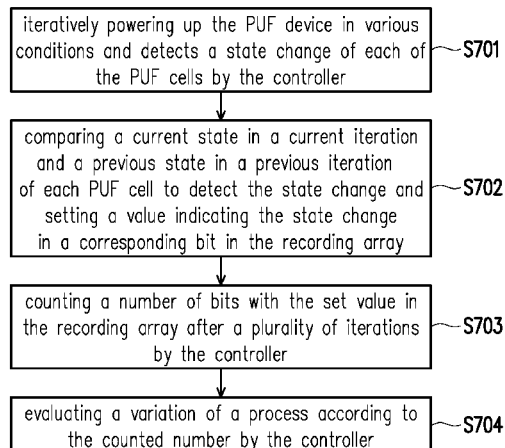 iteratively powering up the PUF device in various
conditions and detects a state change of each of
the PUF cells by the controller
S701
comparing a current state in a current iteration
and a previous state in a previous iteration
of each PUF cell to detect the state change and
setting a value indicating the state change
in a corresponding bit in the recording array
S702
counting a number of bits with the set value in
the recording array after a plurality of iterations
by the controller
S703
evaluating a variation of a process according to
the counted number by the controller
S704